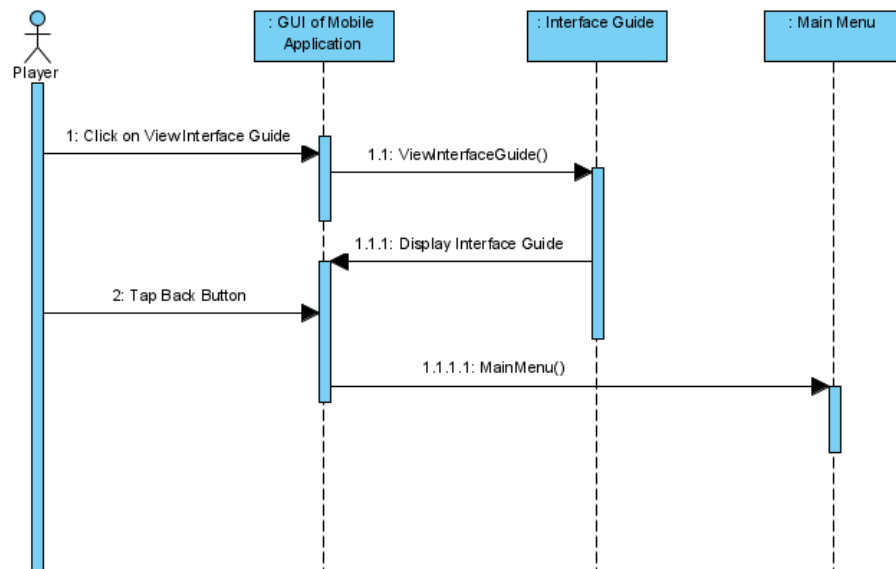 Player
: GUI of Mobile
Application
: Interface Guide
: Main Menu
1: Click on ViewInterface Guide
1.1: ViewInterfaceGuide()
1.1.1: Display Interface Guide
2: Tap Back Button
1.1.1.1: MainMenu()